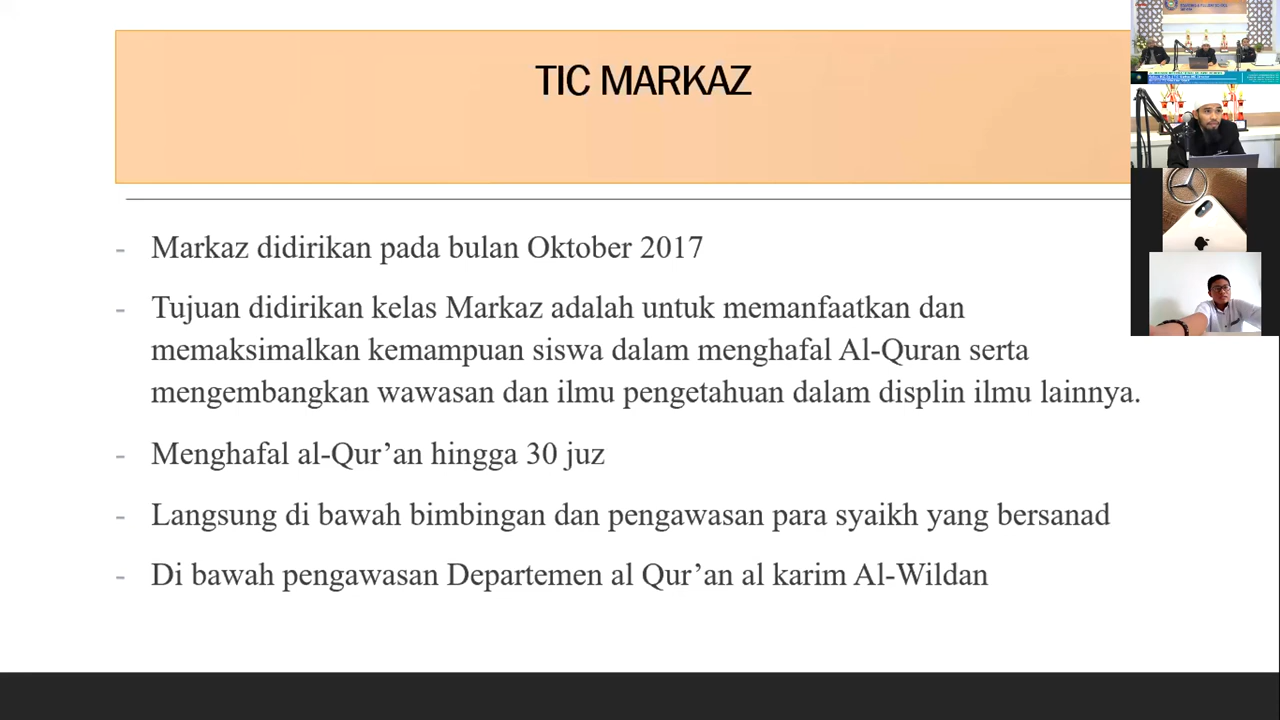 TIC MARKAZ
- Markaz didirikan pada bulan Oktober 2017
- Tujuan didirikan kelas Markaz adalah untuk memanfaatkan dan
memaksimalkan kemampuan siswa dalam menghafal Al-Quran serta
mengembangkan wawasan dan ilmu pengetahuan dalam displin ilmu lainnya.
- Menghafal al-Qur’an hingga 30 juz
- Langsung di bawah bimbingan dan pengawasan para syaikh yang bersanad
- Di bawah pengawasan Departemen al Qur’an al karim Al-Wildan